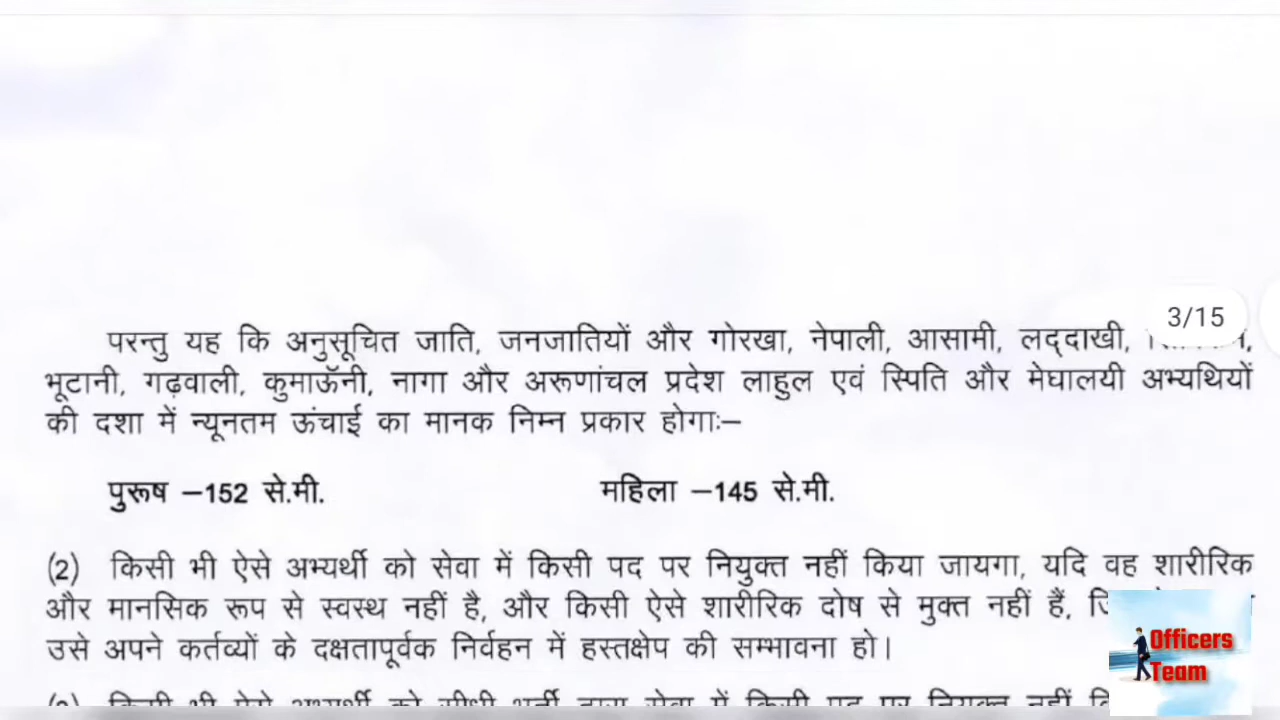 3/15
परन्तु यह कि अनुसूचित जाति, जनजातियों और गोरखा, नेपाली, आसामी, लद्दाखी,
भूटानी, गढ़वाली, कुमाऊॅनी, नागा और अरूणांचल प्रदेश लाहुल एवं स्पिति और मेघालयी अभ्यथियों
की दशा में न्यूनतम ऊंचाई का मानक निम्न प्रकार होगाः–
पुरूष –152 से.मी. महिला –145 से.मी.
(2) किसी भी ऐसे अभ्यर्थी को सेवा में किसी पद पर नियुक्त नहीं किया जायगा, यदि वह शारीरिक
और मानसिक रूप से स्वस्थ नहीं है, और किसी ऐसे शारीरिक दोष से मुक्त नहीं हैं,
उसे अपने कर्तव्यों के दक्षतापूर्वक निर्वहन में हस्तक्षेप की सम्भावना हो।
Officers
Team